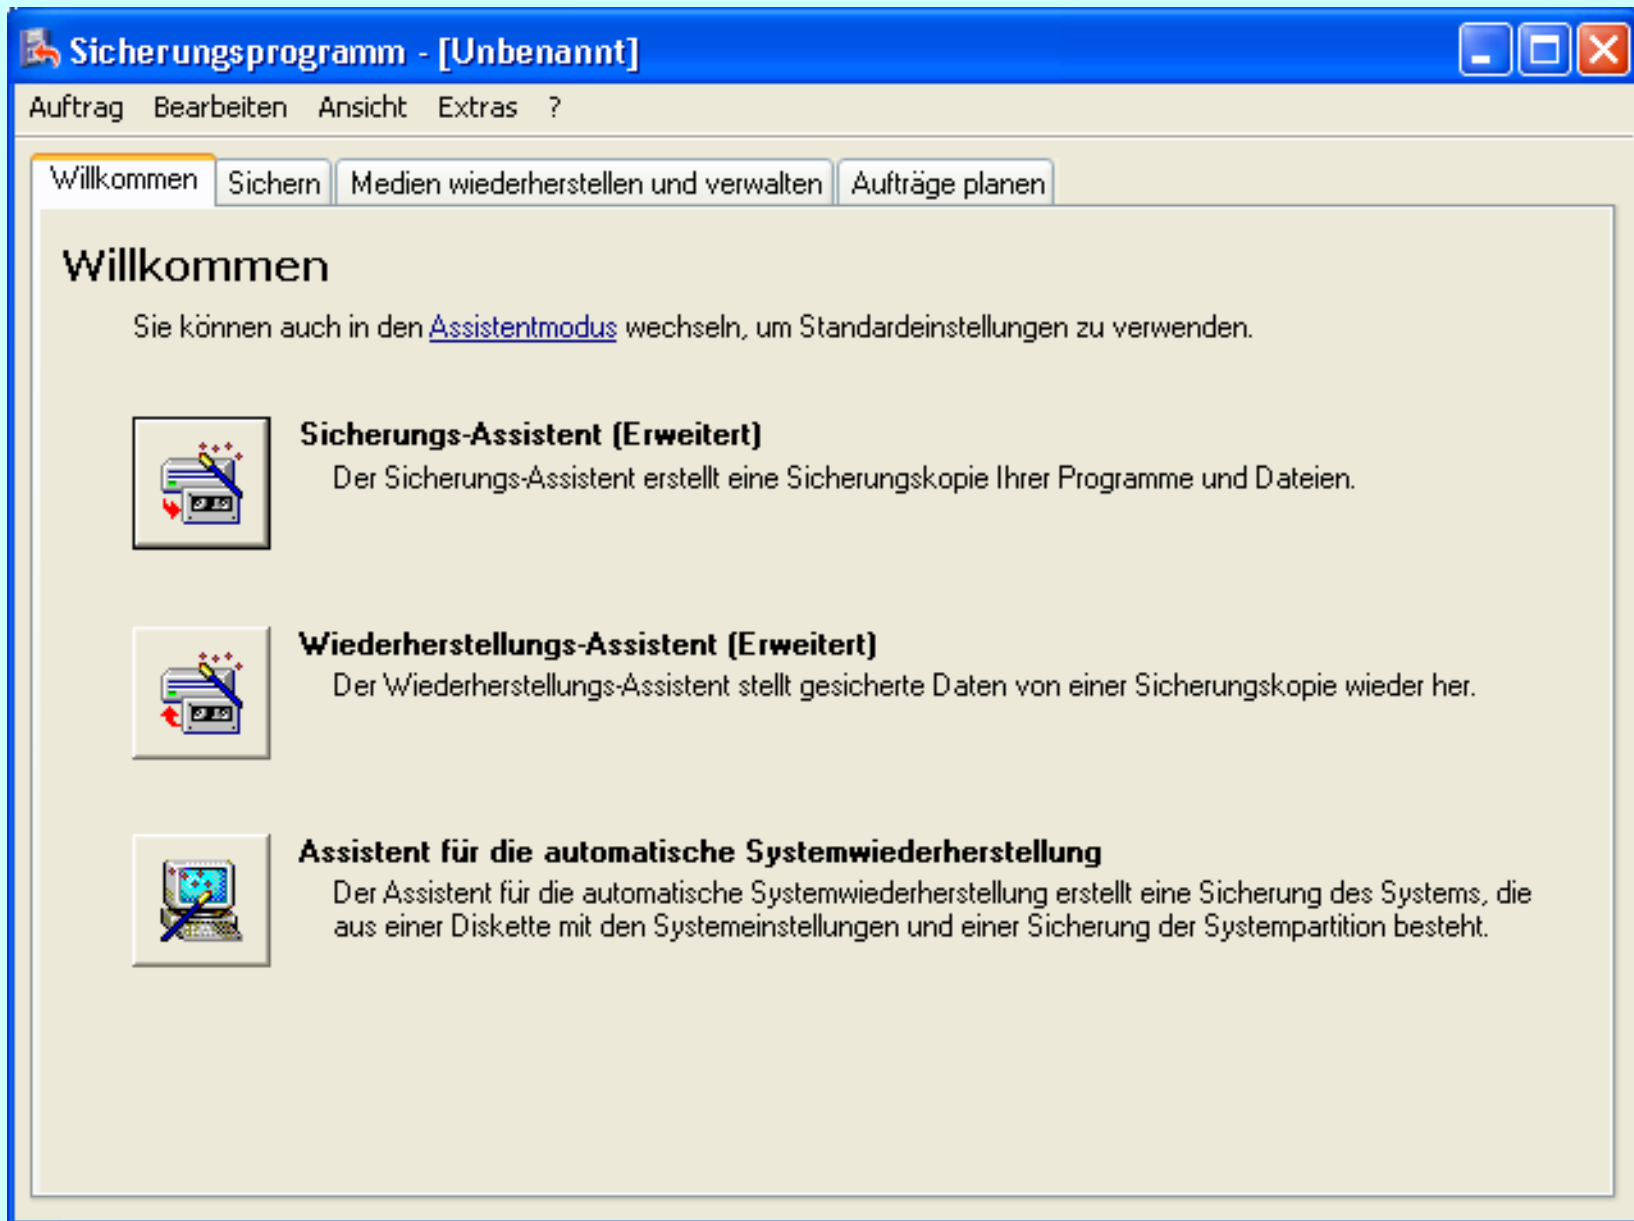 Sicherungsprogramm - [Unbenannt]
Auftrag Bearbeiten Ansicht Extras ?
Willkommen Sichern Medien wiederherstellen und verwalten Aufträge planen
Willkommen
Sie können auch in den Assistentmodus wechseln, um Standardeinstellungen zu verwenden.
Sicherungs-Assistent (Erweitert)
Der Sicherungs-Assistent erstellt eine Sicherungskopie Ihrer Programme und Dateien.
Wiederherstellungs-Assistent (Erweitert)
Der Wiederherstellungs-Assistent stellt gesicherte Daten von einer Sicherungskopie wieder her.
Assistent für die automatische Systemwiederherstellung
Der Assistent für die automatische Systemwiederherstellung erstellt eine Sicherung des Systems, die
aus einer Diskette mit den Systemeinstellungen und einer Sicherung der Systempartition besteht.